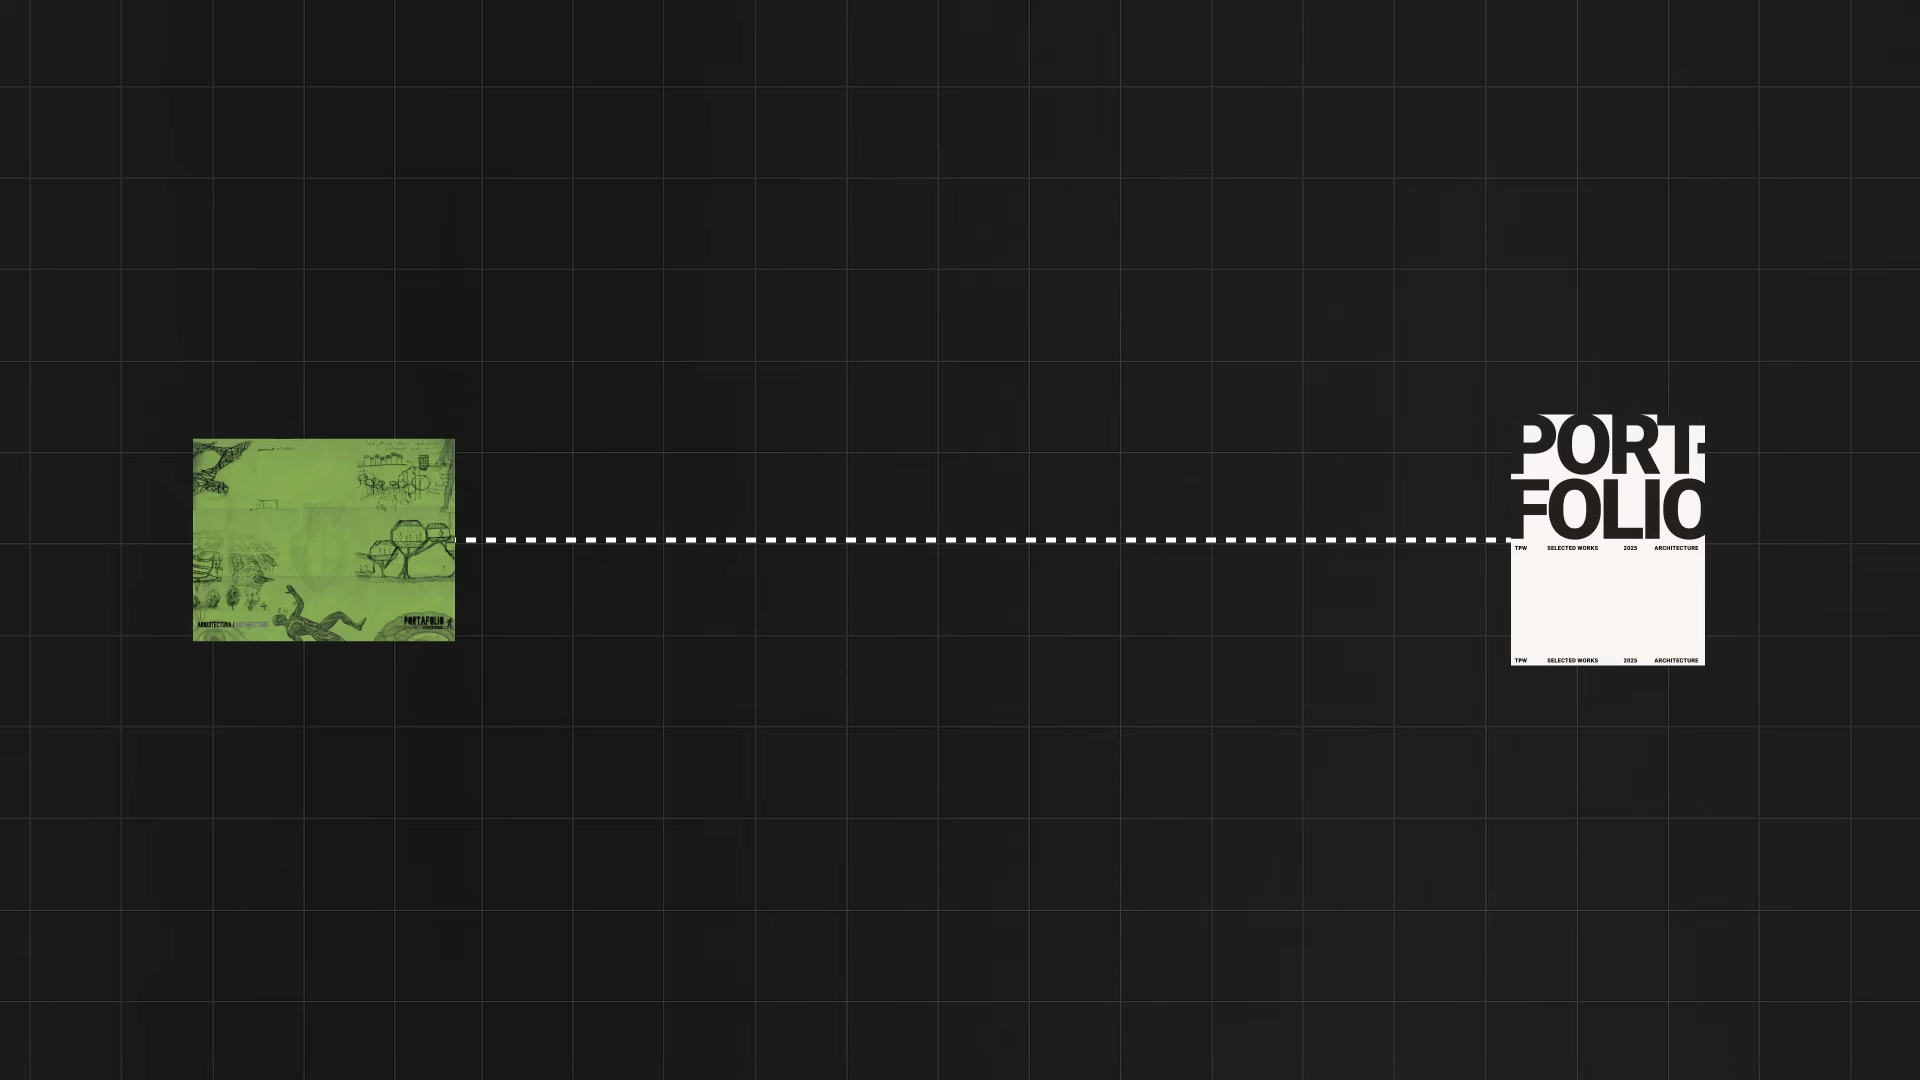 ARQUITECTURA / ARCHITECTURE
PORTAFOLIO
PORT-
FOLIO
TPW SELECTED WORKS 2025 ARCHITECTURE
TPW SELECTED WORKS 2025 ARCHITECTURE